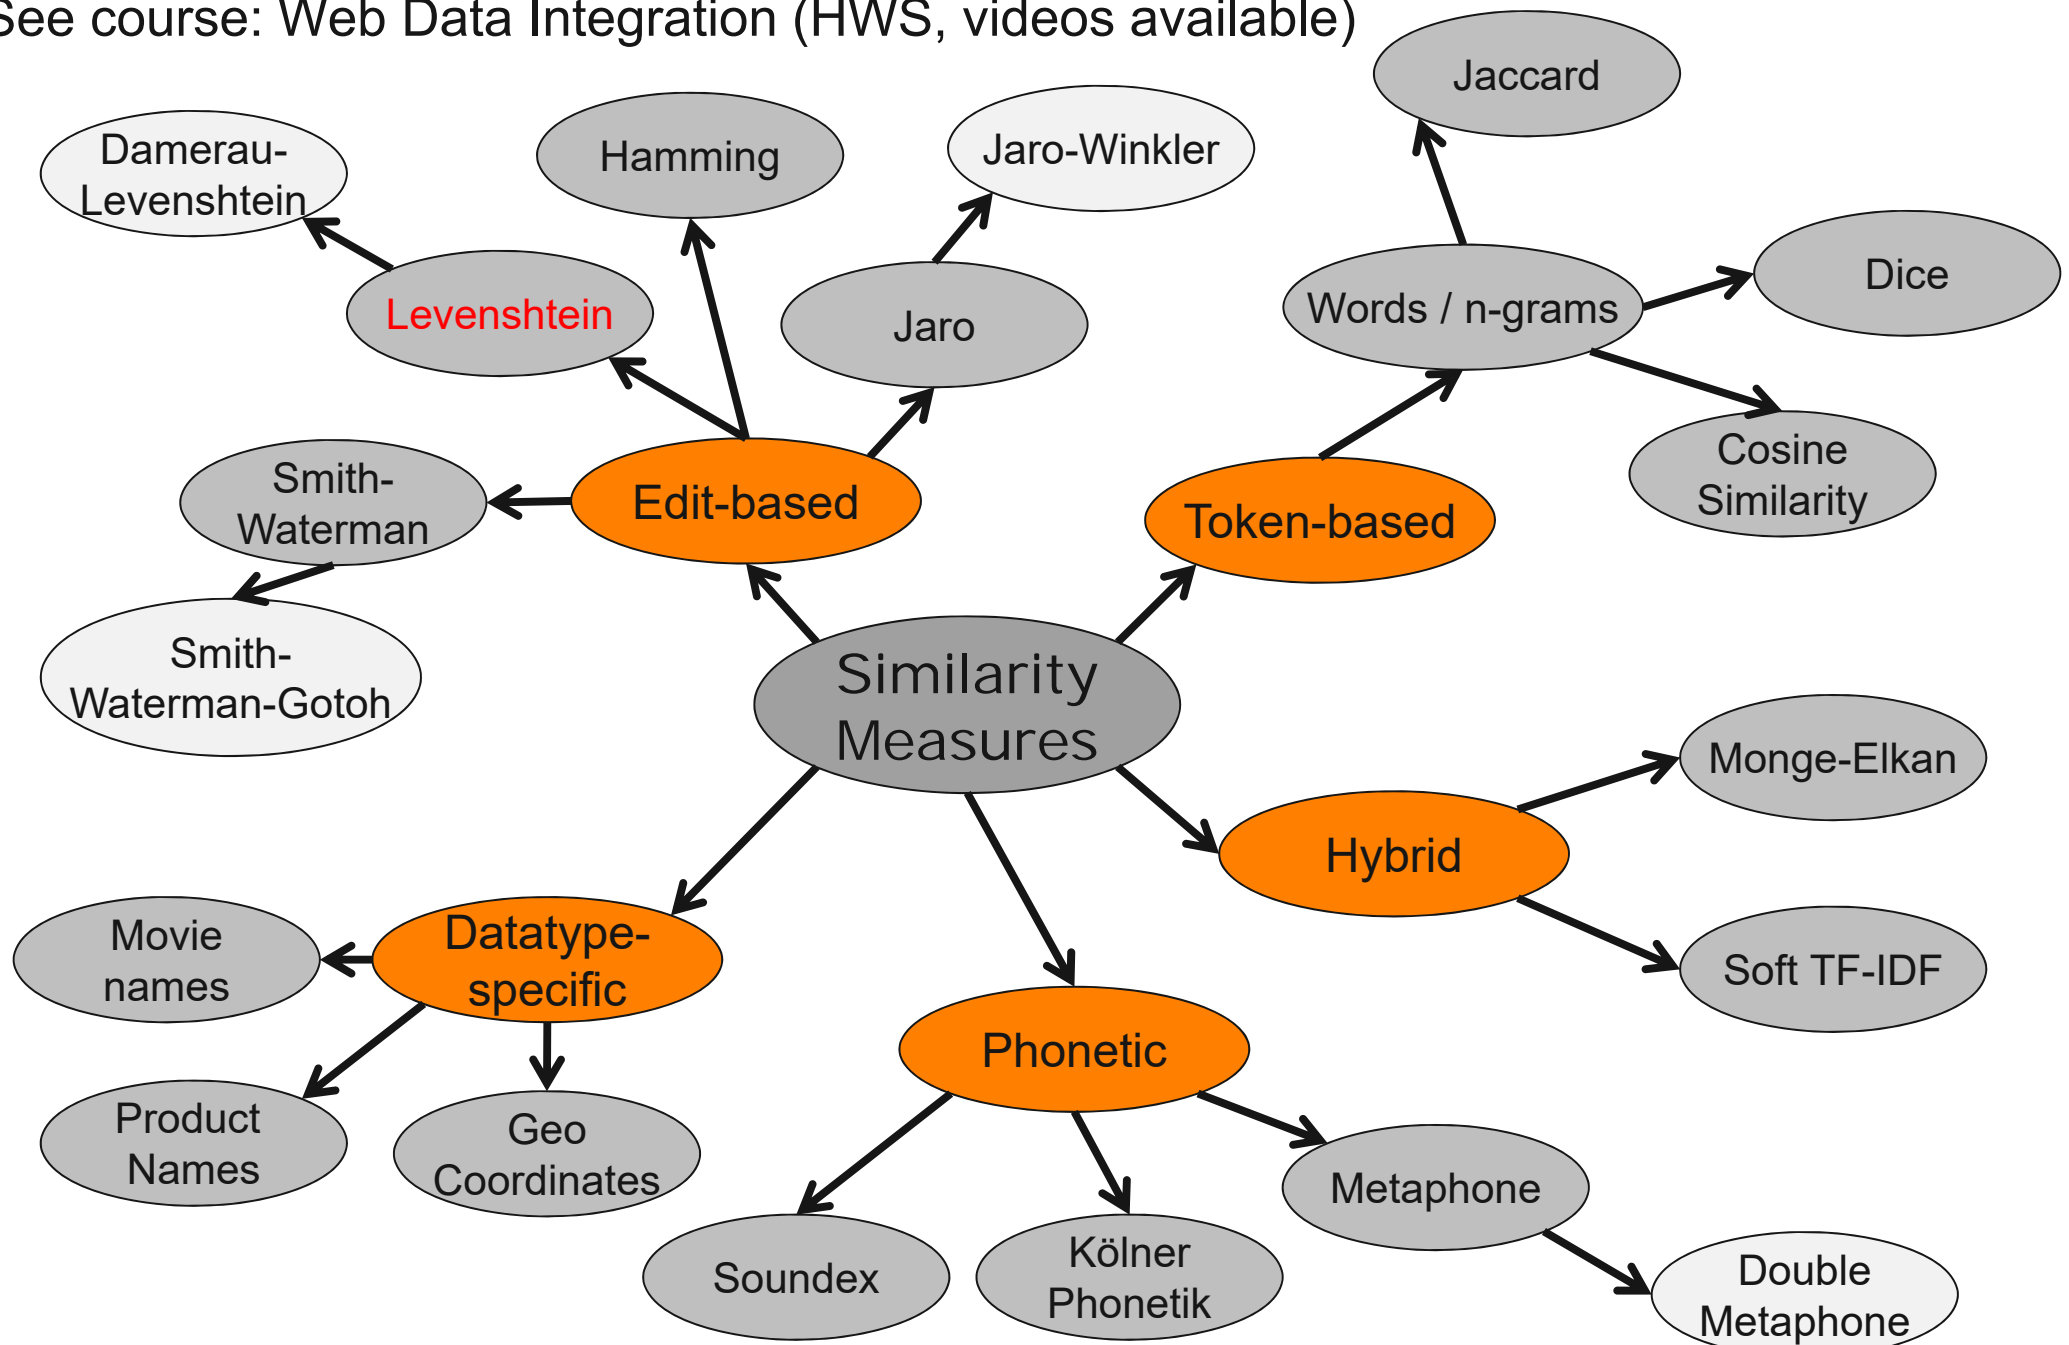 See course: Web Data Integration (HWS, videos available)
Jaccard
Damerau-
Levenshtein
Hamming
Jaro-Winkler
Levenshtein
Jaro
Words / n-grams
Dice
Cosine
Similarity
Smith-
Waterman
Edit-based
Token-based
Smith-
Waterman-Gotoh
Similarity
Measures
Monge-Elkan
Hybrid
Soft TF-IDF
Movie
names
Datatype-
specific
Phonetic
Product
Names
Geo
Coordinates
Metaphone
Soundex
Kölner
Phonetik
Double
Metaphone